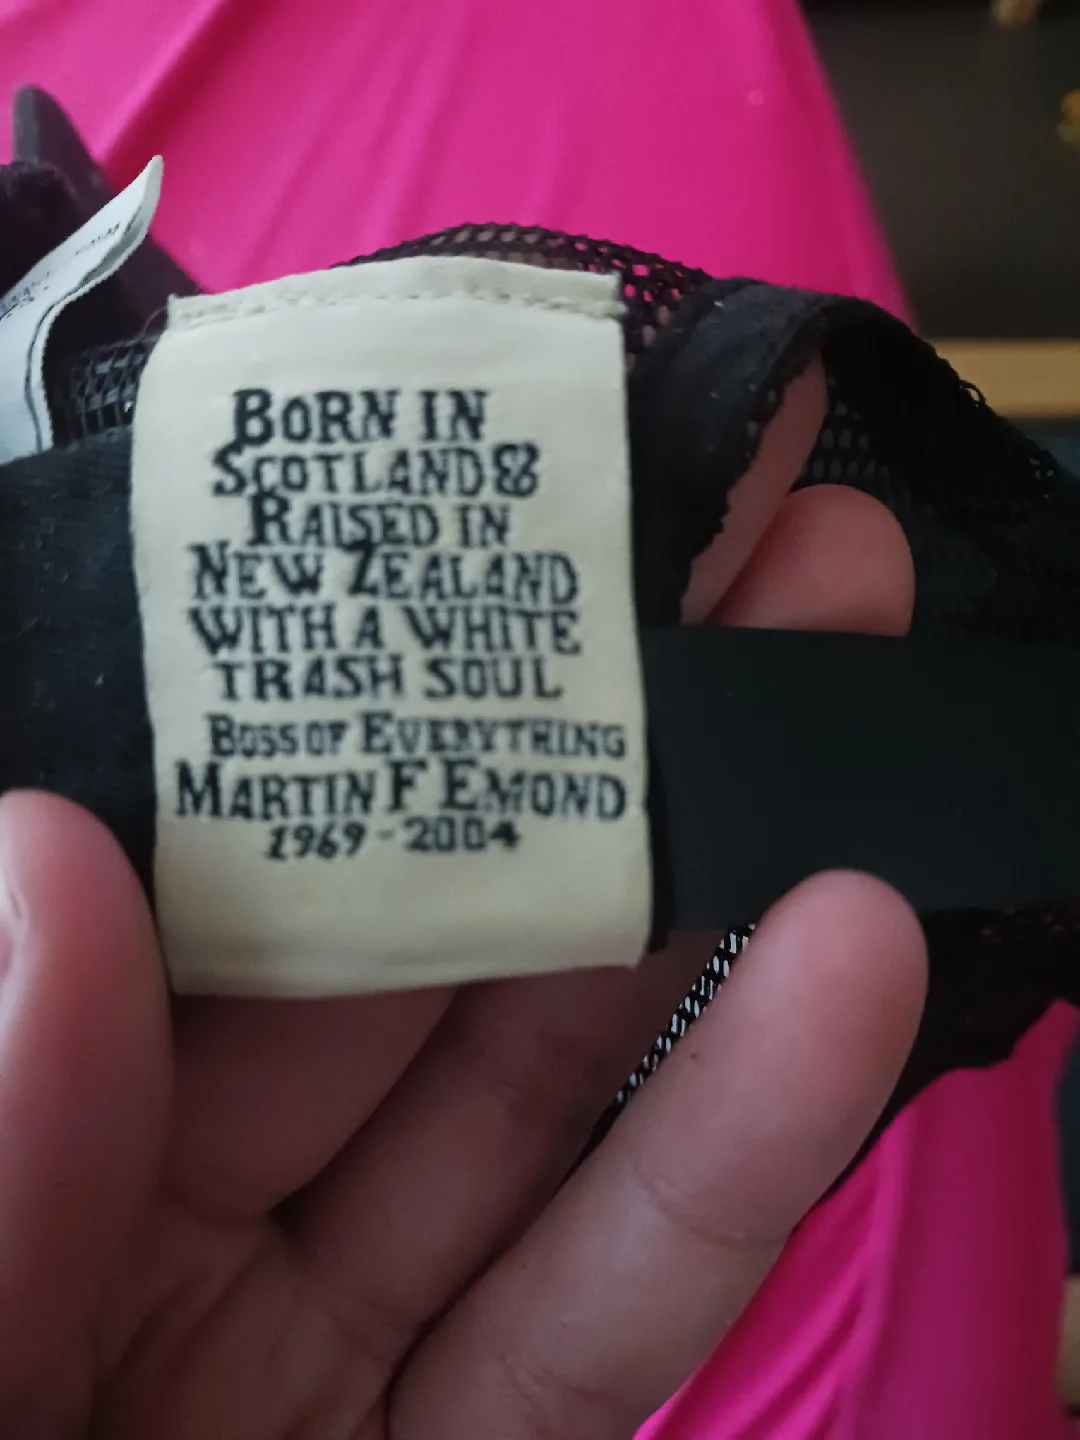 BORN IN
SCOTLAND &
RAISED IN
NEW ZEALAND
WITH A WHITE
TRASH SOUL
BOSS OF EVERYTHING
MARTIN F EMOND
1969 - 2004